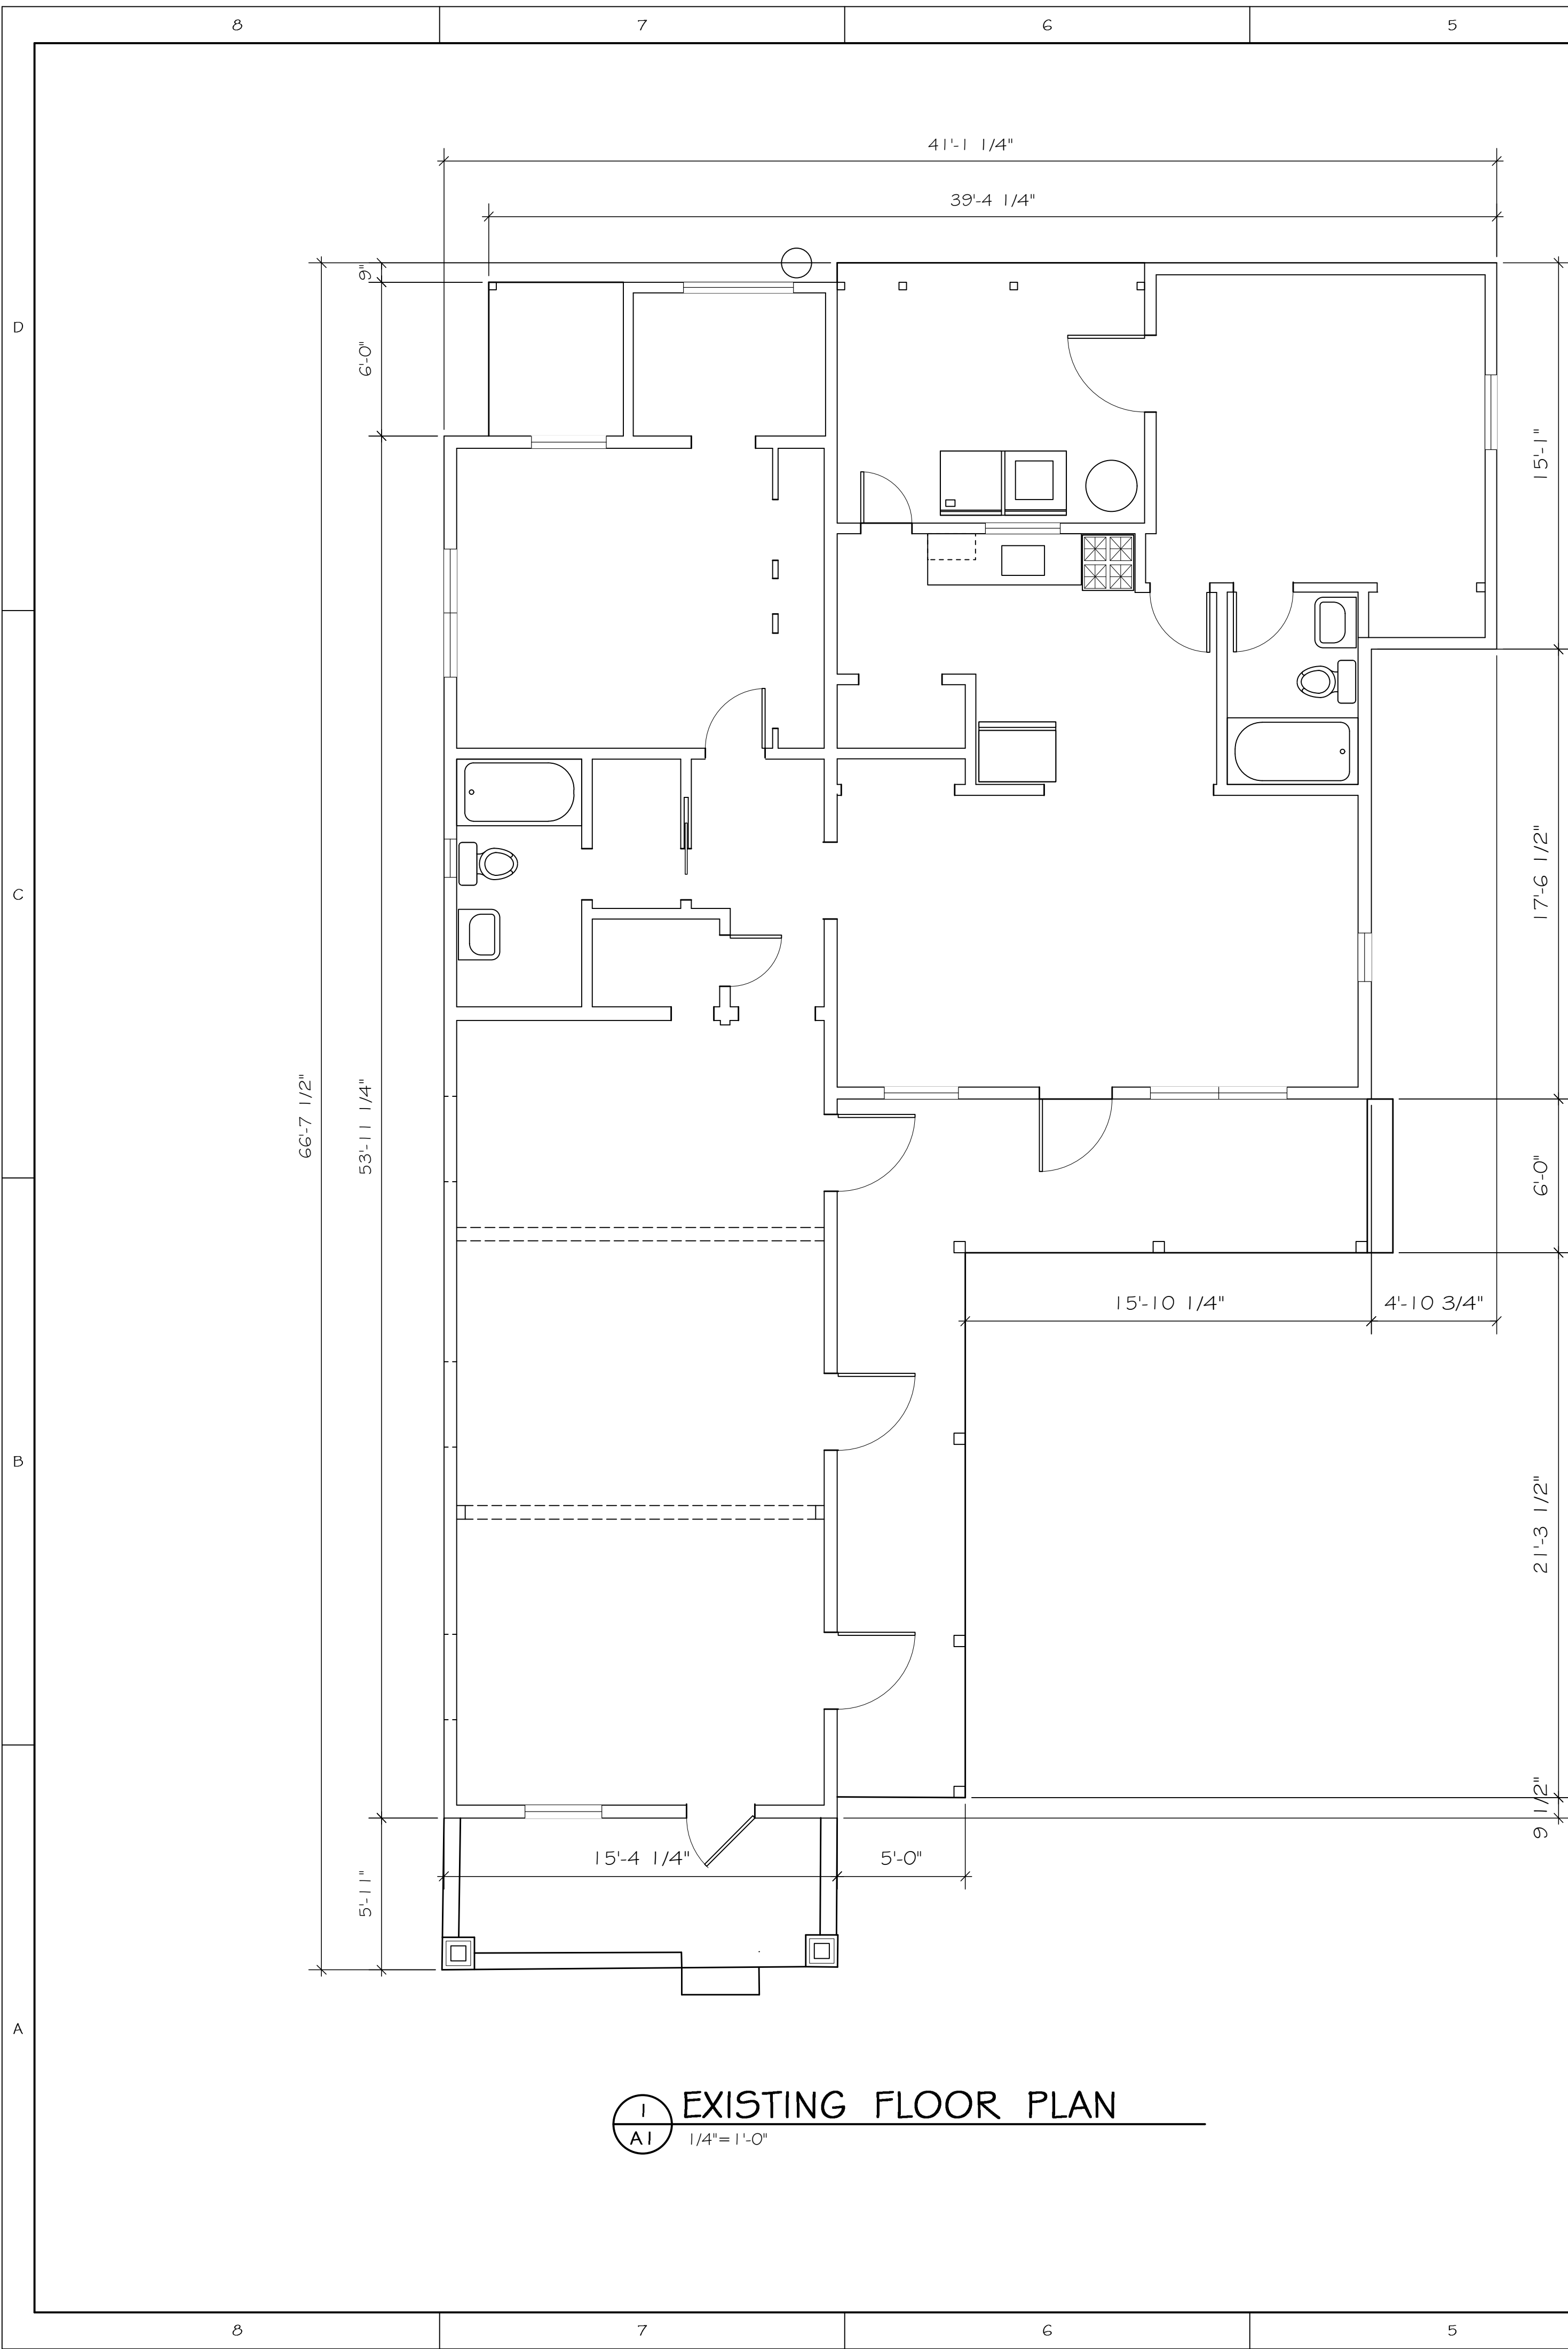 8 7 6 5
41'-1 1/4"
39'-4 1/4"
9"
D
6'-0"
15'-1"
C
17'-6 1/2"
66'-7 1/2"
53'-11 1/4"
6'-0"
15'-10 1/4" 4'-10 3/4"
B
21'-3 1/2"
9 1/2"
15'-4 1/4" 5'-0"
5'-11"
A
1 EXISTING FLOOR PLAN
A1 1/4"=1'-0"
8 7 6 5